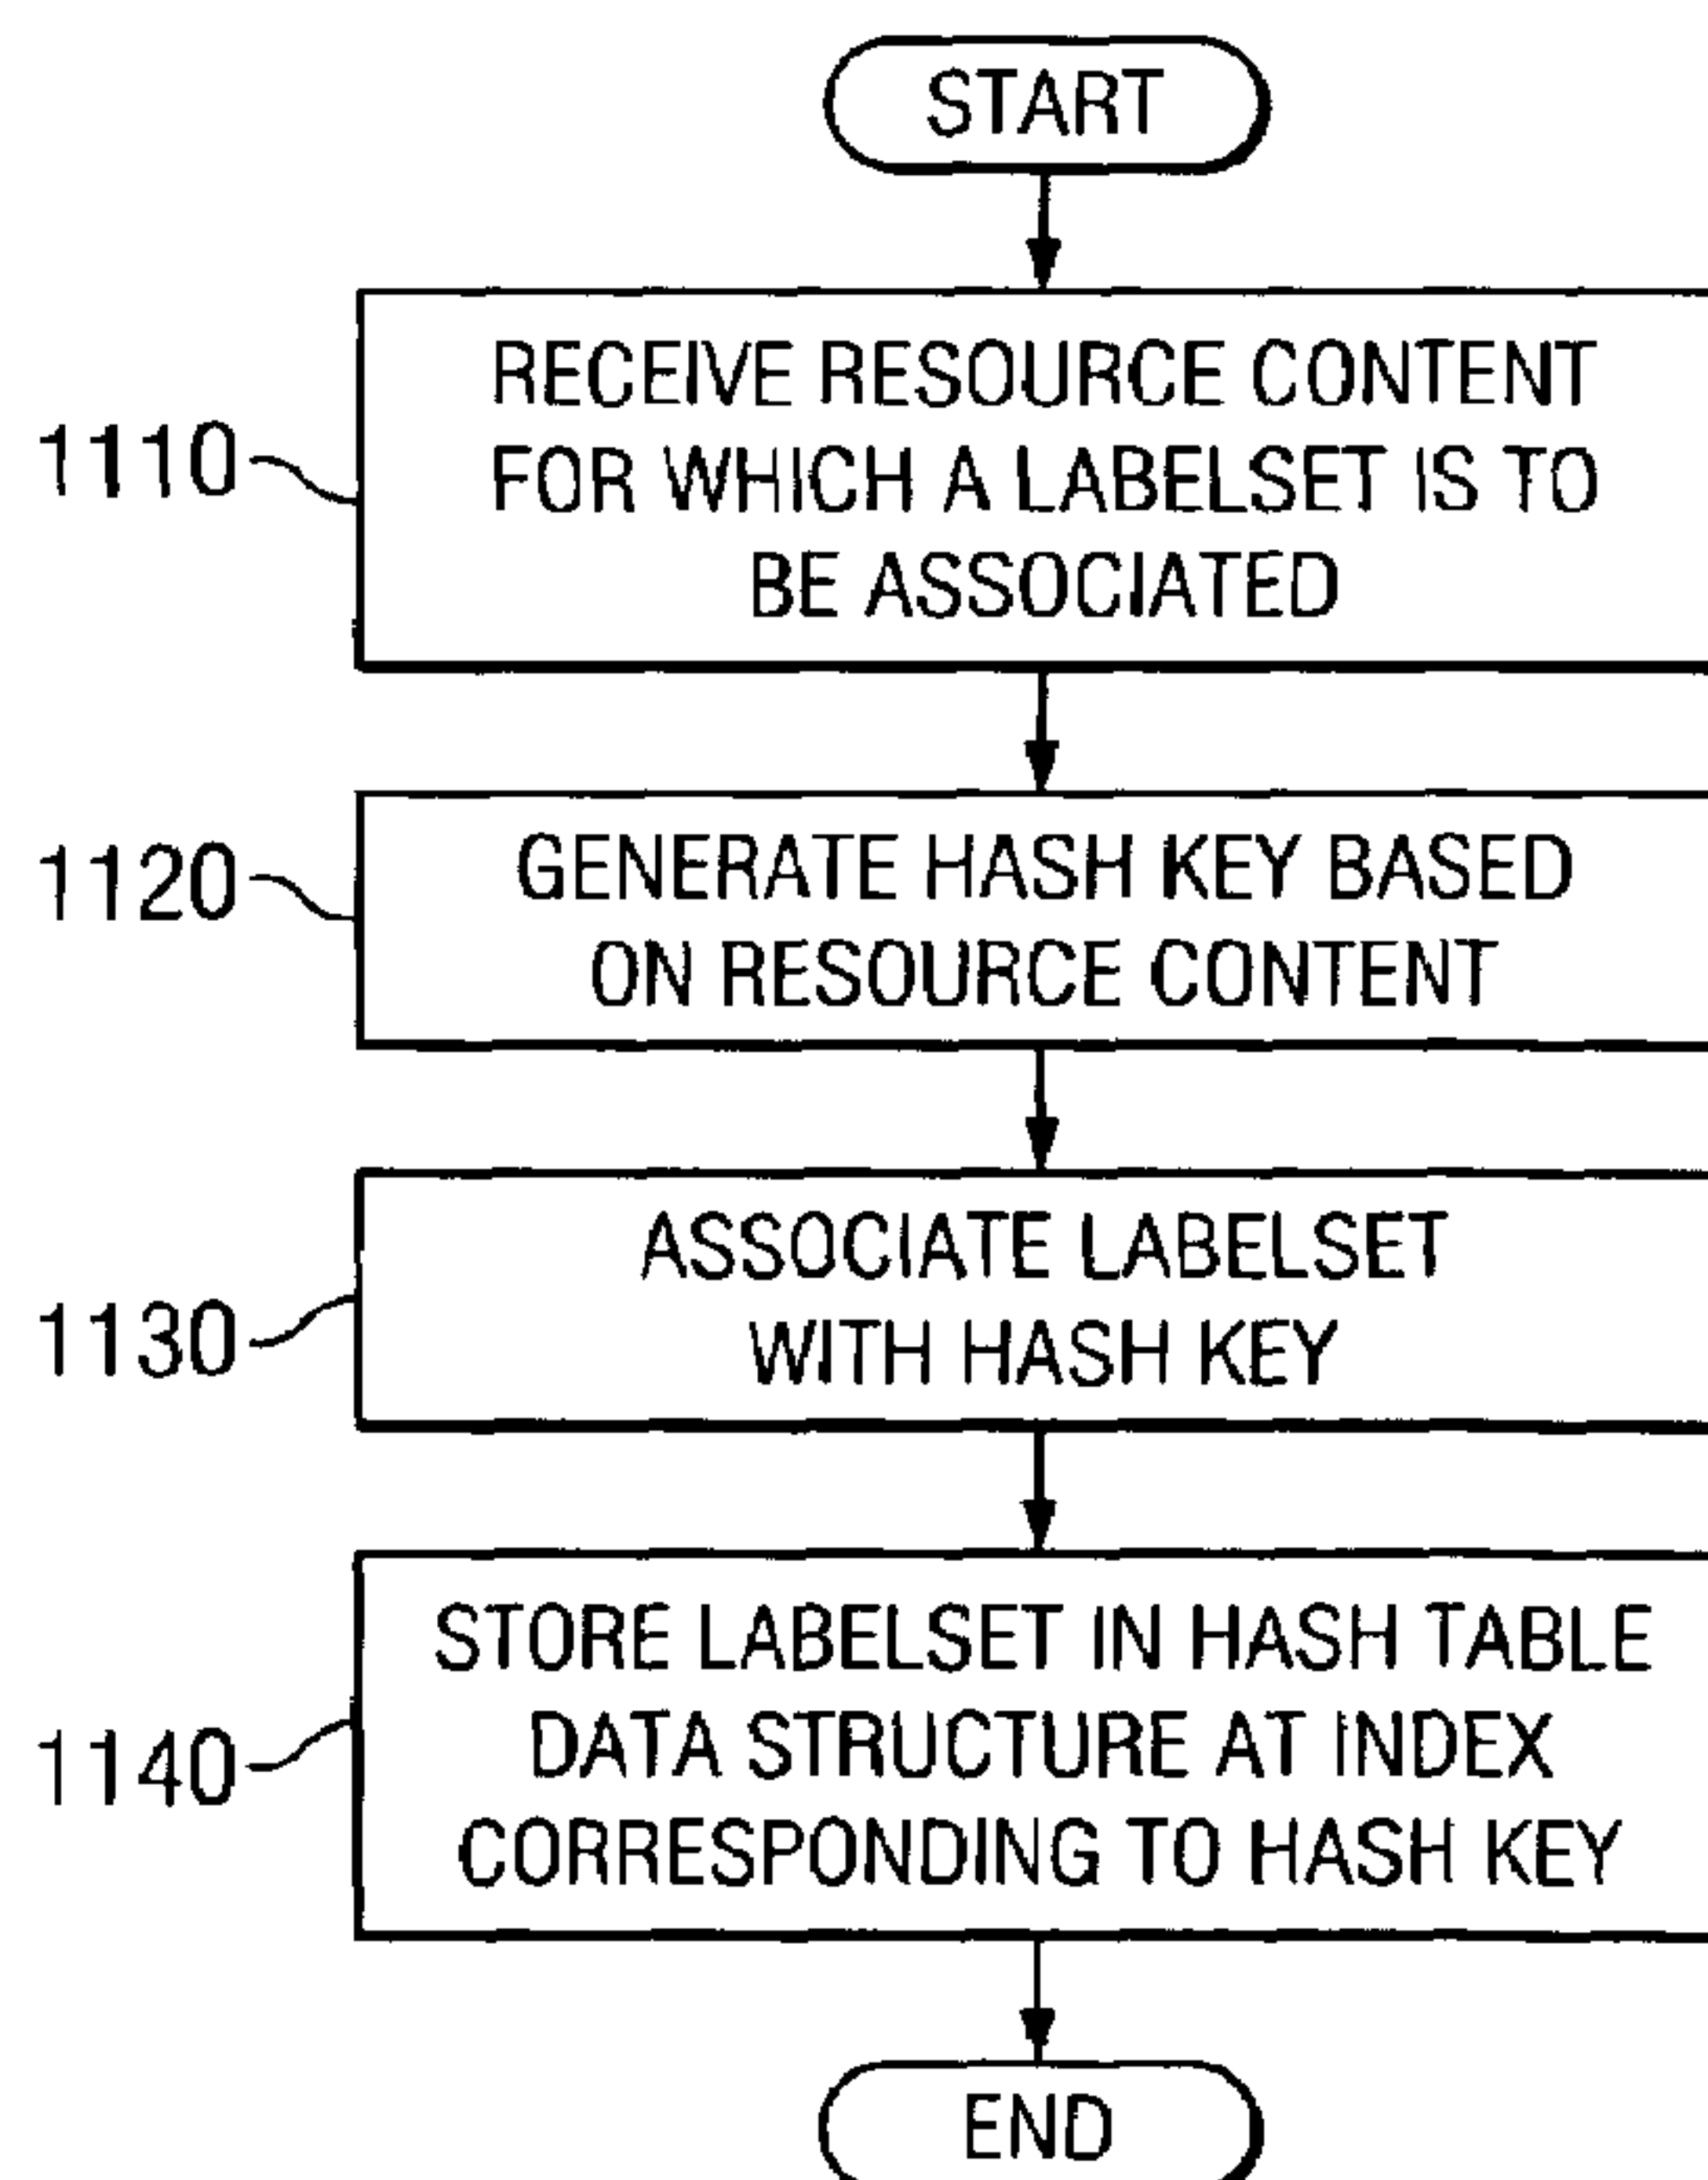 START
RECEIVE RESOURCE CONTENT
FOR WHICH A LABELSET IS TO
BE ASSOCIATED
1110
GENERATE HASH KEY BASED
ON RESOURCE CONTENT
1120
ASSOCIATE LABELSET
WITH HASH KEY
1130
STORE LABELSET IN HASH TABLE
DATA STRUCTURE AT INDEX
CORRESPONDING TO HASH KEY
1140
END